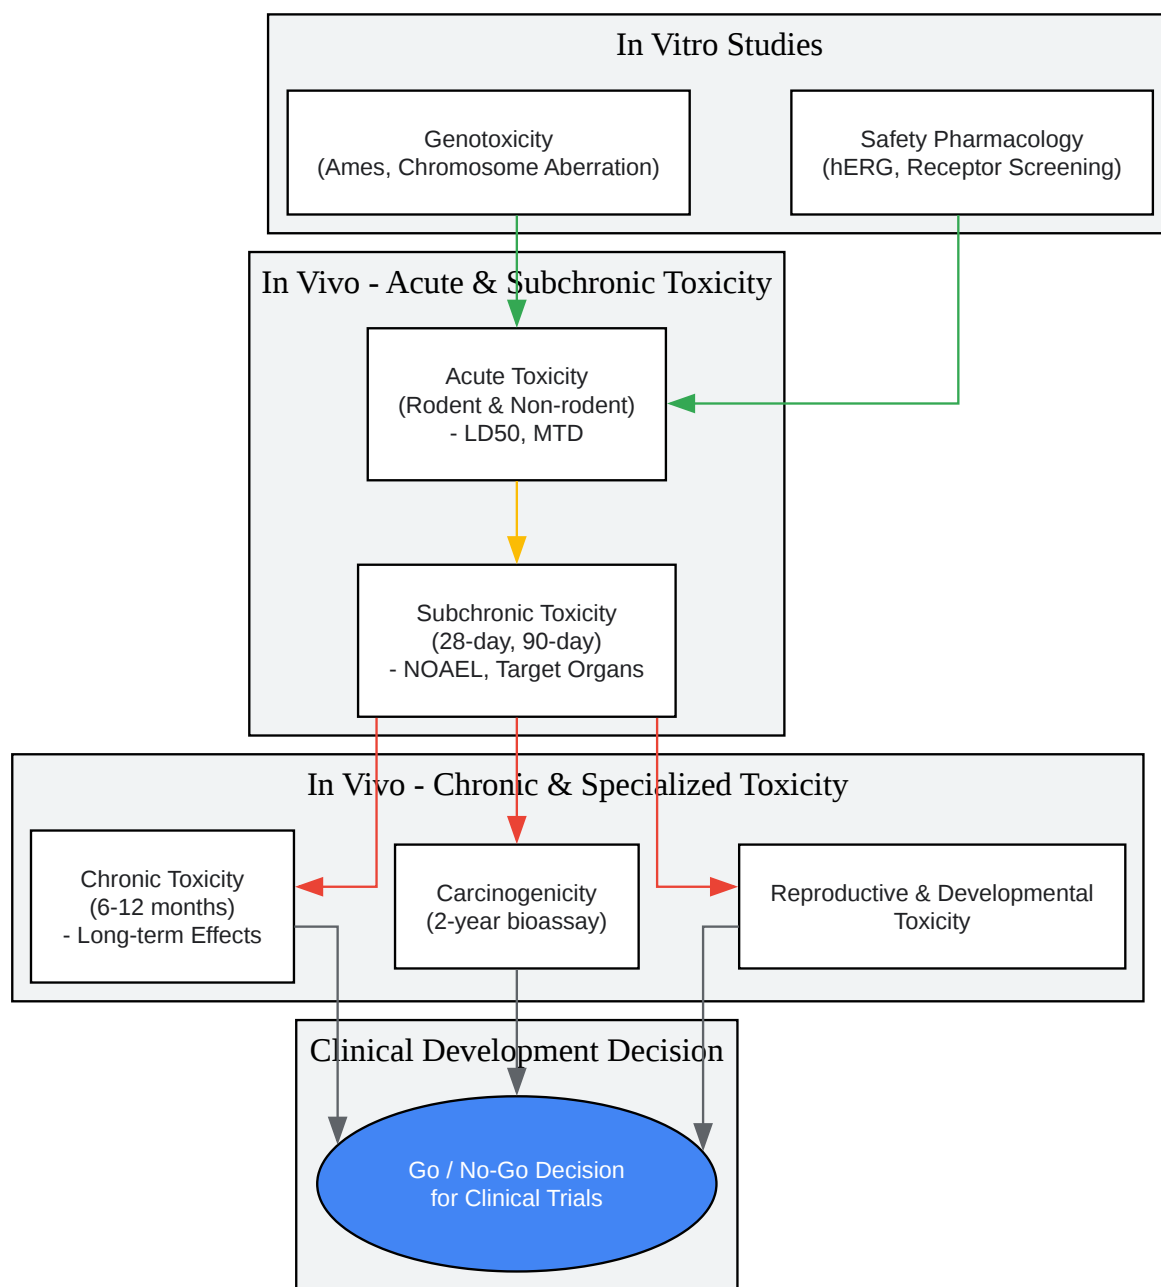 In Vitro Studies
Genotoxicity
(Ames, Chromosome Aberration)
Safety Pharmacology
(hERG, Receptor Screening)
In Vivo - Acute & Subchronic Toxicity
Acute Toxicity
(Rodent & Non-rodent)
- LD50, MTD
Subchronic Toxicity
(28-day, 90-day)
- NOAEL, Target Organs
In Vivo - Chronic & Specialized Toxicity
Chronic Toxicity
(6-12 months)
- Long-term Effects
Carcinogenicity
(2-year bioassay)
Reproductive & Developmental
Toxicity
Clinical Development Decision
Go / No-Go Decision
for Clinical Trials